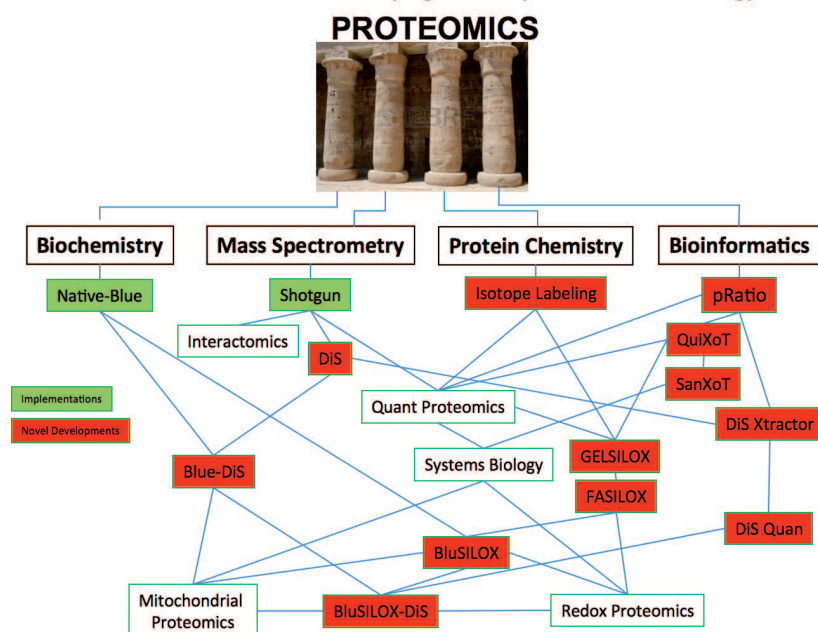 PROTEOMICS
123RF
Biochemistry
Mass Spectrometry
Protein Chemistry
Bioinformatics
Native-Blue
Shotgun
Isotope Labeling
pRatio
Interactomics
DiS
QuiXoT
SanXoT
Implementations
Novel Developments
Quant Proteomics
DiS Xtractor
Blue-DiS
Systems Biology
GELSILOX
FASILOX
DiS Quan
BluSILOX
Mitochondrial
Proteomics
BluSILOX-DiS
Redox Proteomics